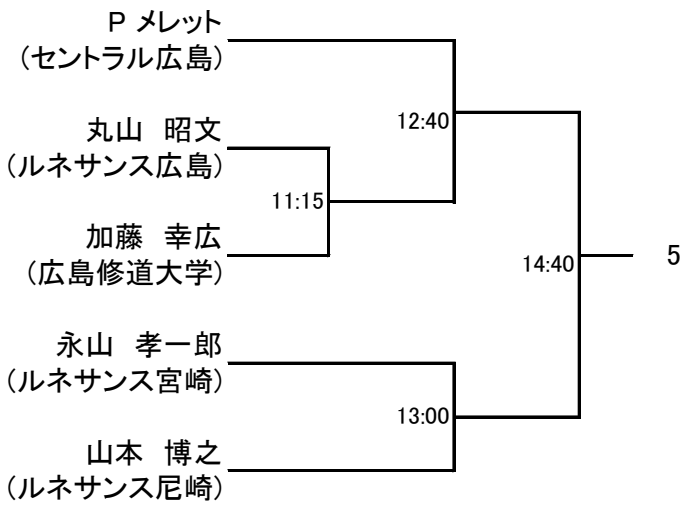 P メレット
(セントラル広島)
12:40
丸山　昭文
(ルネサンス広島)
11:15
加藤　幸広
(広島修道大学)
14:40
5
永山　孝一郎
(ルネサンス宮崎)
13:00
山本　博之
(ルネサンス尼崎)